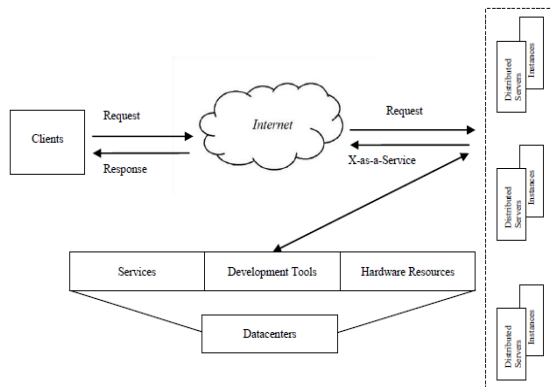 Clients
Request
Response
Internet
Request
X-as-a-Service
Distributed
Servers
Instances
Distributed
Servers
Instances
Distributed
Servers
Instances
Services
Development Tools
Hardware Resources
Datacenters